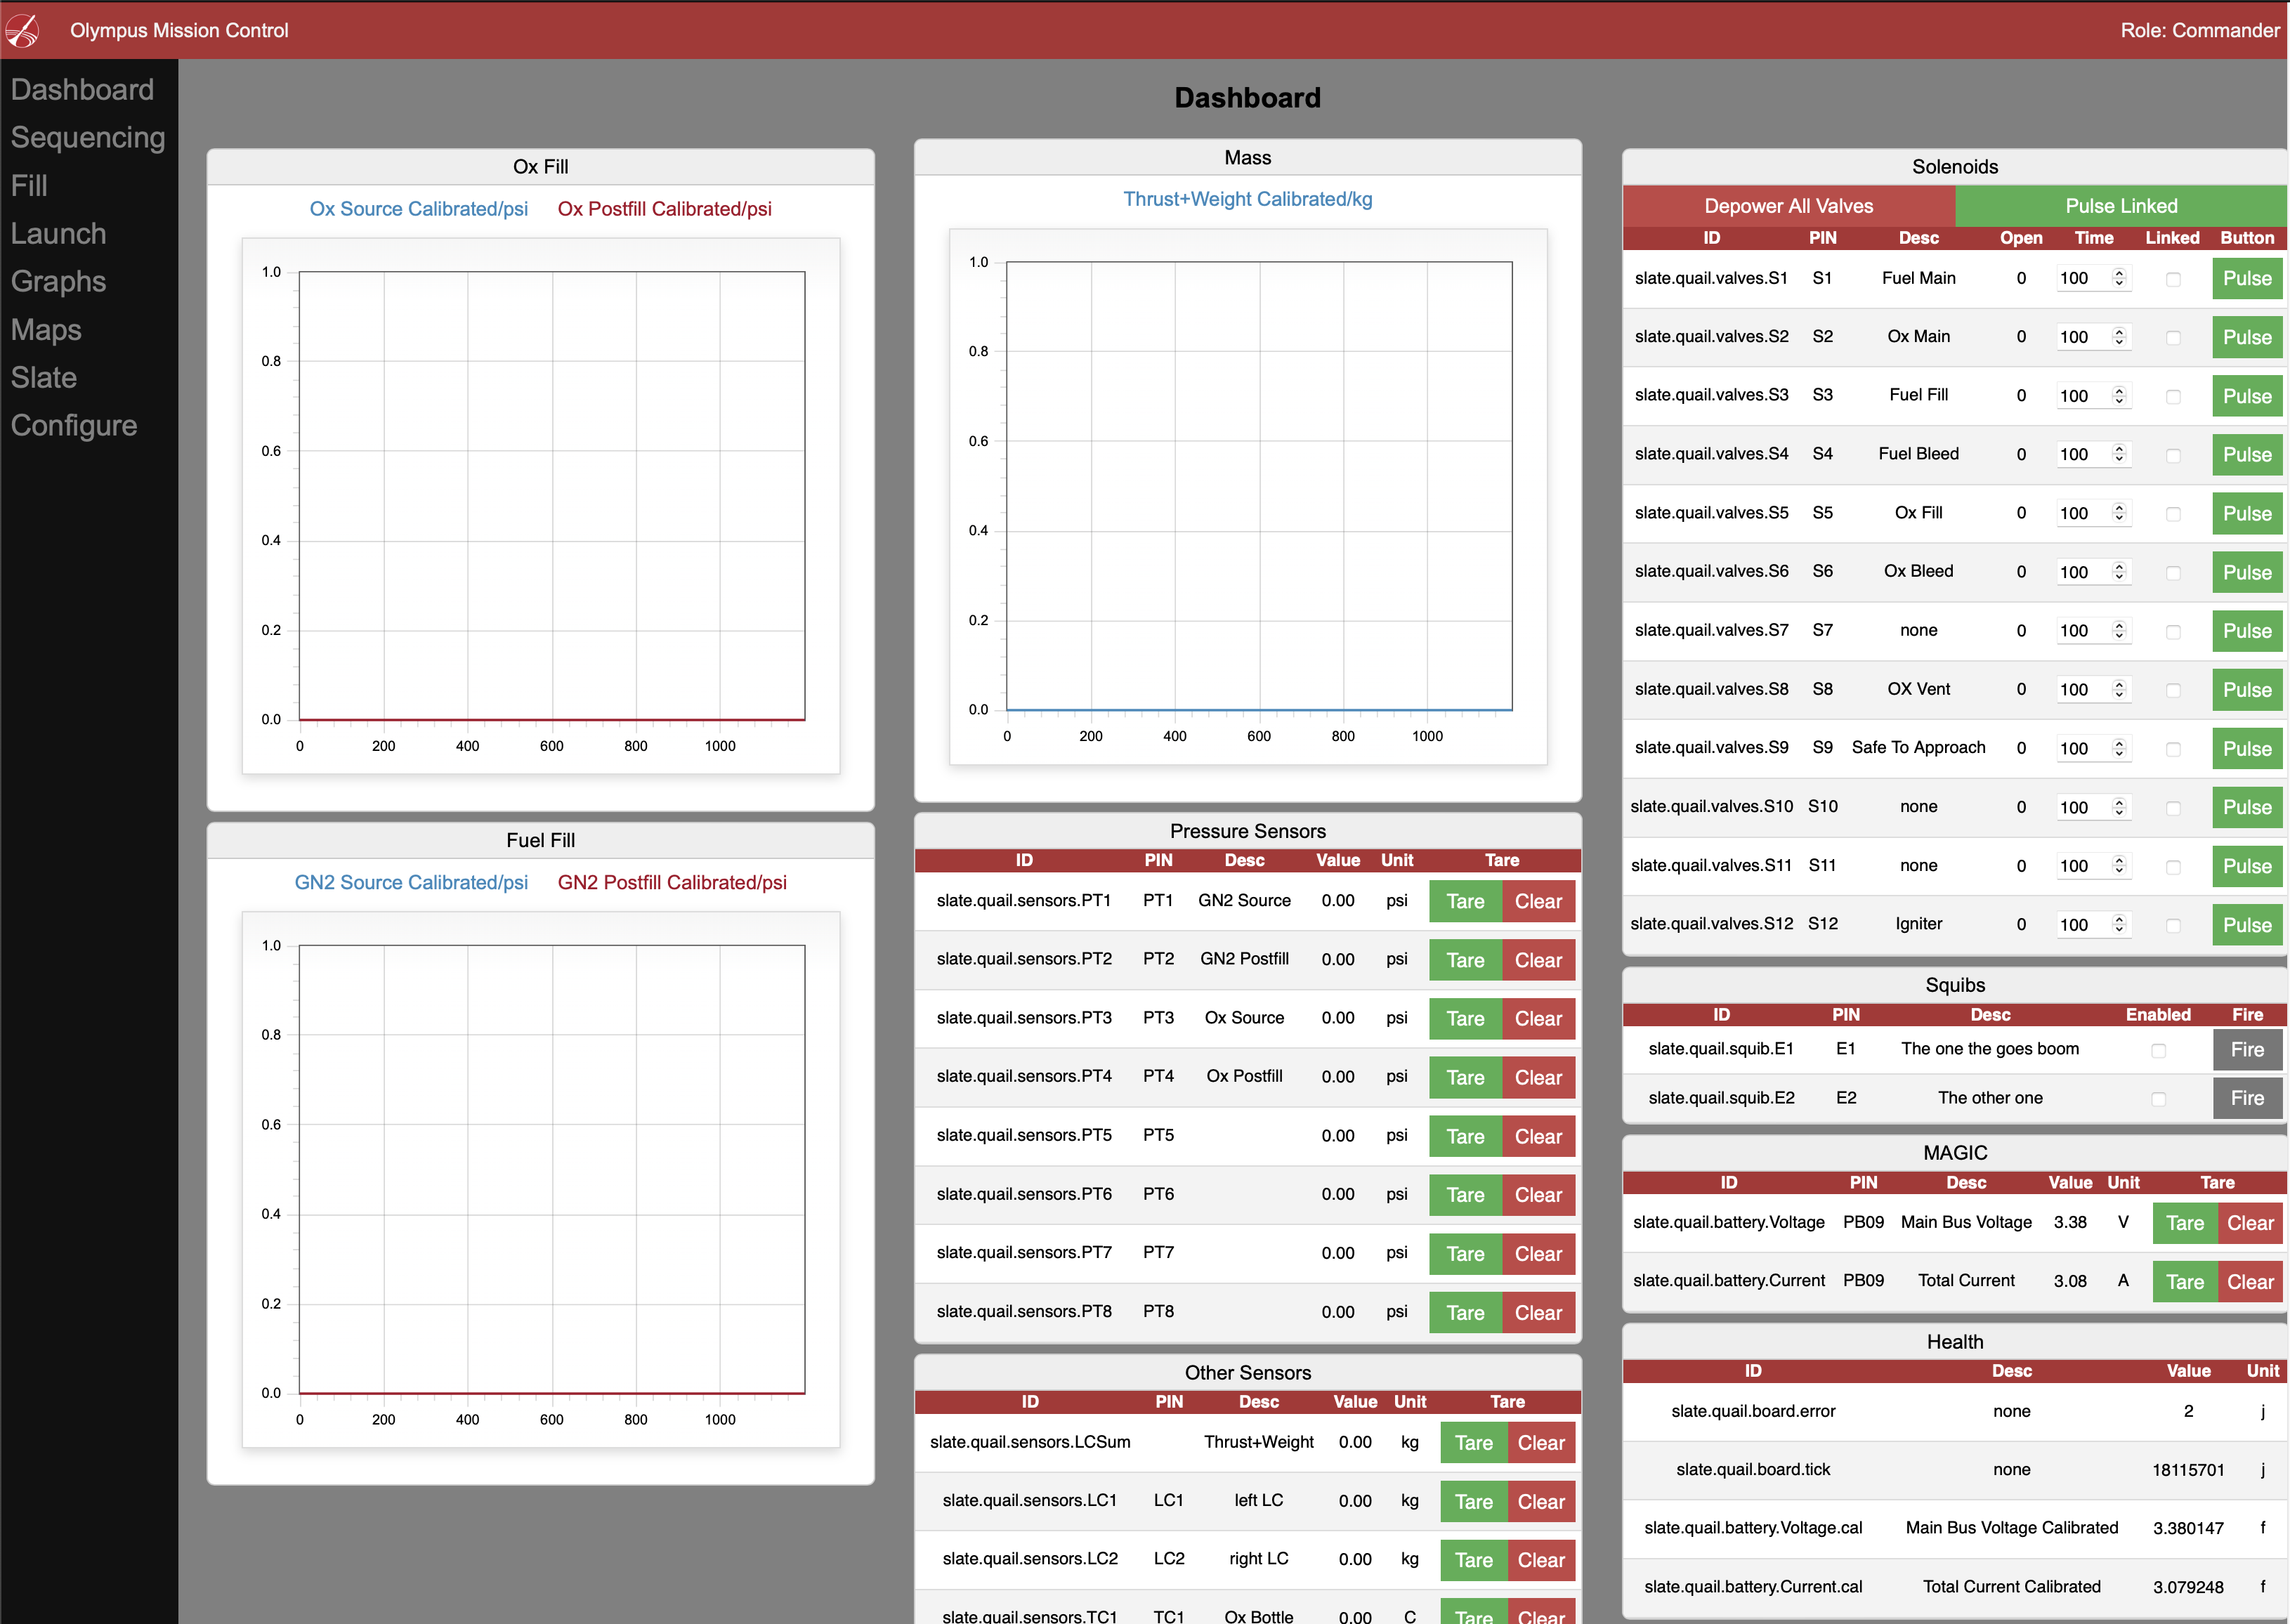 Olympus Mission Control
Role: Commander
Dashboard
Sequencing
Fill
Launch
Graphs
Maps
Slate
Configure
Dashboard
Ox Fill
Ox Source Calibrated/psi Ox Postfill Calibrated/psi
1.0
0.8
0.6
0.4
0.2
0.0
0 200 400 600 800 1000
Fuel Fill
GN2 Source Calibrated/psi GN2 Postfill Calibrated/psi
1.0
0.8
0.6
0.4
0.2
0.0
0 200 400 600 800 1000
Mass
Thrust+Weight Calibrated/kg
1.0
0.8
0.6
0.4
0.2
0.0
0 200 400 600 800 1000
Pressure Sensors
ID PIN Desc Value Unit Tare
slate.quail.sensors.PT1 PT1 GN2 Source 0.00 psi Tare Clear
slate.quail.sensors.PT2 PT2 GN2 Postfill 0.00 psi Tare Clear
slate.quail.sensors.PT3 PT3 Ox Source 0.00 psi Tare Clear
slate.quail.sensors.PT4 PT4 Ox Postfill 0.00 psi Tare Clear
slate.quail.sensors.PT5 PT5 0.00 psi Tare Clear
slate.quail.sensors.PT6 PT6 0.00 psi Tare Clear
slate.quail.sensors.PT7 PT7 0.00 psi Tare Clear
slate.quail.sensors.PT8 PT8 0.00 psi Tare Clear
Other Sensors
ID PIN Desc Value Unit Tare
slate.quail.sensors.LCSum Thrust+Weight 0.00 kg Tare Clear
slate.quail.sensors.LC1 LC1 left LC 0.00 kg Tare Clear
slate.quail.sensors.LC2 LC2 right LC 0.00 kg Tare Clear
slate.quail.sensors.TC1 TC1 Ox Bottle 0.00 C Tare Clear
Solenoids
Depower All Valves Pulse Linked
ID PIN Desc Open Time Linked Button
slate.quail.valves.S1 S1 Fuel Main 0 100 Pulse
slate.quail.valves.S2 S2 Ox Main 0 100 Pulse
slate.quail.valves.S3 S3 Fuel Fill 0 100 Pulse
slate.quail.valves.S4 S4 Fuel Bleed 0 100 Pulse
slate.quail.valves.S5 S5 Ox Fill 0 100 Pulse
slate.quail.valves.S6 S6 Ox Bleed 0 100 Pulse
slate.quail.valves.S7 S7 none 0 100 Pulse
slate.quail.valves.S8 S8 OX Vent 0 100 Pulse
slate.quail.valves.S9 S9 Safe To Approach 0 100 Pulse
slate.quail.valves.S10 S10 none 0 100 Pulse
slate.quail.valves.S11 S11 none 0 100 Pulse
slate.quail.valves.S12 S12 Igniter 0 100 Pulse
Squibs
ID PIN Desc Enabled Fire
slate.quail.squib.E1 E1 The one the goes boom Fire
slate.quail.squib.E2 E2 The other one Fire
MAGIC
ID PIN Desc Value Unit Tare
slate.quail.battery.Voltage PB09 Main Bus Voltage 3.38 V Tare Clear
slate.quail.battery.Current PB09 Total Current 3.08 A Tare Clear
Health
ID Desc Value Unit
slate.quail.board.error none 2 j
slate.quail.board.tick none 18115701 j
slate.quail.battery.Voltage.cal Main Bus Voltage Calibrated 3.380147 f
slate.quail.battery.Current.cal Total Current Calibrated 3.079248 f